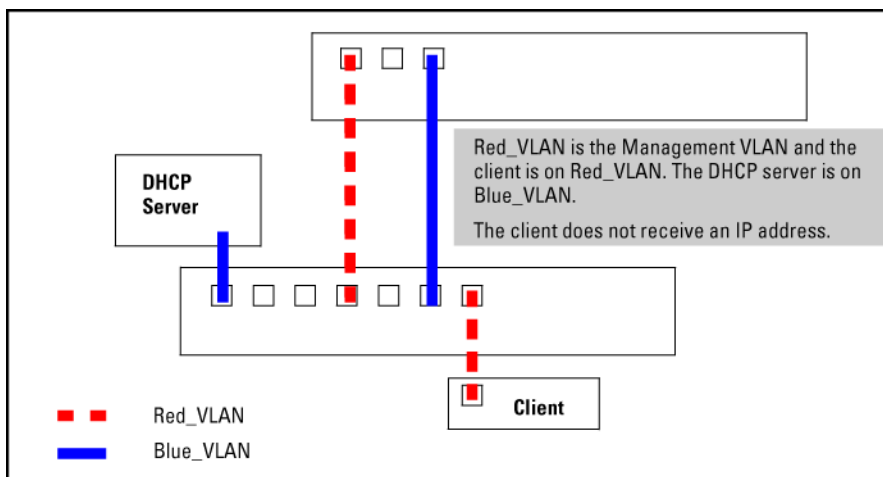 Red_VLAN is the Management VLAN and the
client is on Red_VLAN. The DHCP server is on
Blue_VLAN.
The client does not receive an IP address.
DHCP
Server
Client
Red_VLAN
Blue_VLAN